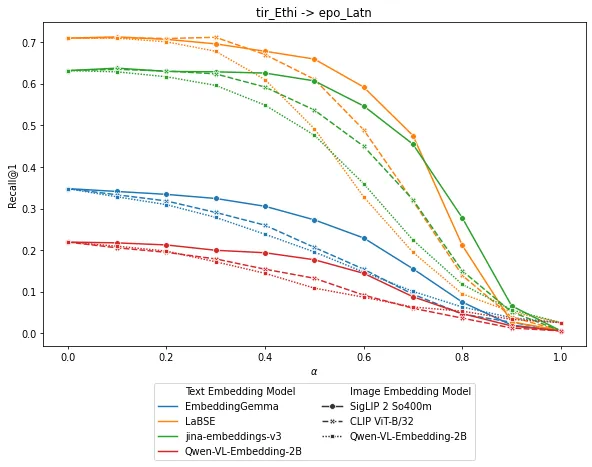 tir_Ethi -> epo_Latn
0.7
0.6
0.5
0.4
0.3
0.2
0.1
0.0
Recall@1
0.0 0.2 0.4 0.6 0.8 1.0
α
Text Embedding Model Image Embedding Model
EmbeddingGemma SigLIP 2 So400m
LaBSE CLIP ViT-B/32
jina-embeddings-v3 Qwen-VL-Embedding-2B
Qwen-VL-Embedding-2B